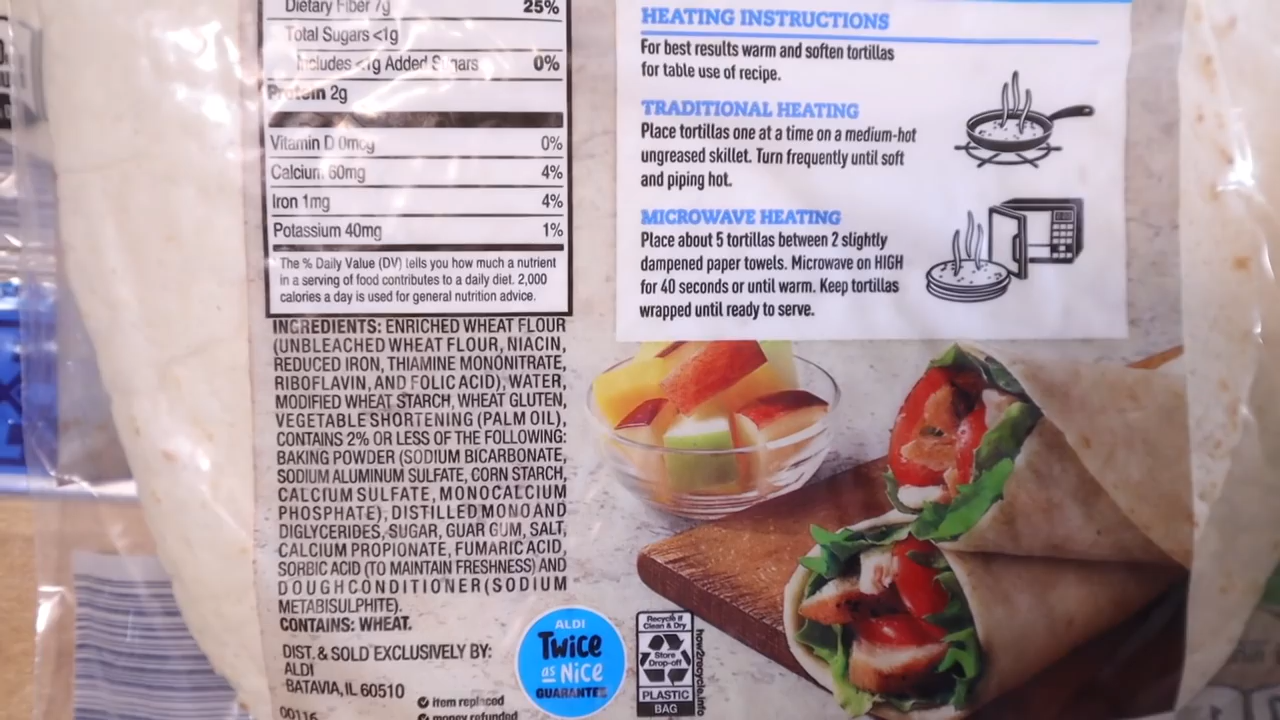 Dietary Fiber 7g 25%
Total Sugars <1g
Includes <1g Added Sugars 0%
Protein 2g
Vitamin D 0mcg 0%
Calcium 60mg 4%
Iron 1mg 4%
Potassium 40mg 1%
The % Daily Value (DV) tells you how much a nutrient
in a serving of food contributes to a daily diet. 2,000
calories a day is used for general nutrition advice.
INGREDIENTS: ENRICHED WHEAT FLOUR
(UNBLEACHED WHEAT FLOUR, NIACIN,
REDUCED IRON, THIAMINE MONONITRATE,
RIBOFLAVIN, AND FOLIC ACID), WATER,
MODIFIED WHEAT STARCH, WHEAT GLUTEN,
VEGETABLE SHORTENING (PALM OIL),
CONTAINS 2% OR LESS OF THE FOLLOWING:
BAKING POWDER (SODIUM BICARBONATE,
SODIUM ALUMINUM SULFATE, CORN STARCH,
CALCIUM SULFATE, MONOCALCIUM
PHOSPHATE), DISTILLED MONO AND
DIGLYCERIDES, SUGAR, GUAR GUM, SALT,
CALCIUM PROPIONATE, FUMARIC ACID,
SORBIC ACID (TO MAINTAIN FRESHNESS) AND
DOUGH CONDITIONER (SODIUM
METABISULPHITE).
CONTAINS: WHEAT.
DIST. & SOLD EXCLUSIVELY BY:
ALDI
BATAVIA, IL 60510
00116
item replaced
money refunded
ALDI
Twice
as Nice
GUARANTEE
Recycle if
Clean & Dry
Store
Drop-off
PLASTIC
BAG
how2recycle.info
HEATING INSTRUCTIONS
For best results warm and soften tortillas
for table use of recipe.
TRADITIONAL HEATING
Place tortillas one at a time on a medium-hot
ungreased skillet. Turn frequently until soft
and piping hot.
MICROWAVE HEATING
Place about 5 tortillas between 2 slightly
dampened paper towels. Microwave on HIGH
for 40 seconds or until warm. Keep tortillas
wrapped until ready to serve.